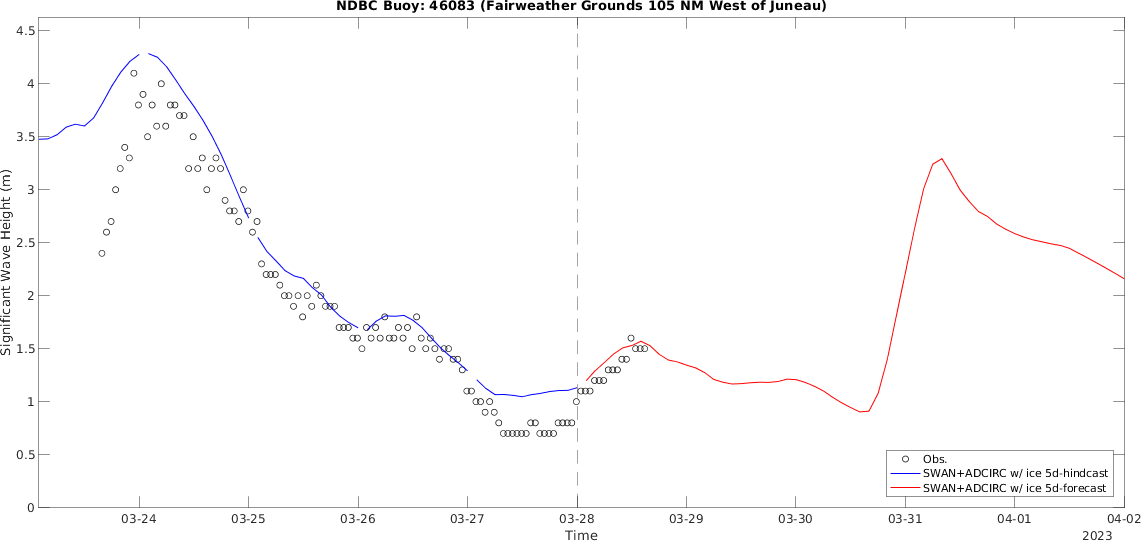 NDBC Buoy: 46083 (Fairweather Grounds 105 NM West of Juneau)
4.5
4
3.5
3
2.5
2
1.5
1
0.5
0
Significant Wave Height (m)
Obs.
SWAN+ADCIRC w/ ice 5d-hindcast
SWAN+ADCIRC w/ ice 5d-forecast
03-24 03-25 03-26 03-27 03-28 03-29 03-30 03-31 04-01 04-02
Time
2023